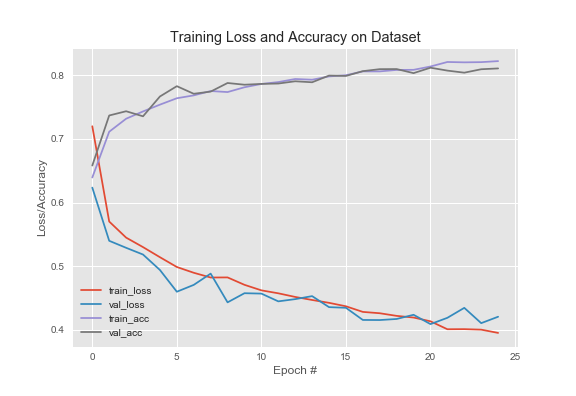 Training Loss and Accuracy on Dataset
Loss/Accuracy
0.8
0.7
0.6
0.5
0.4
train_loss
val_loss
train_acc
val_acc
0 5 10 15 20 25
Epoch #